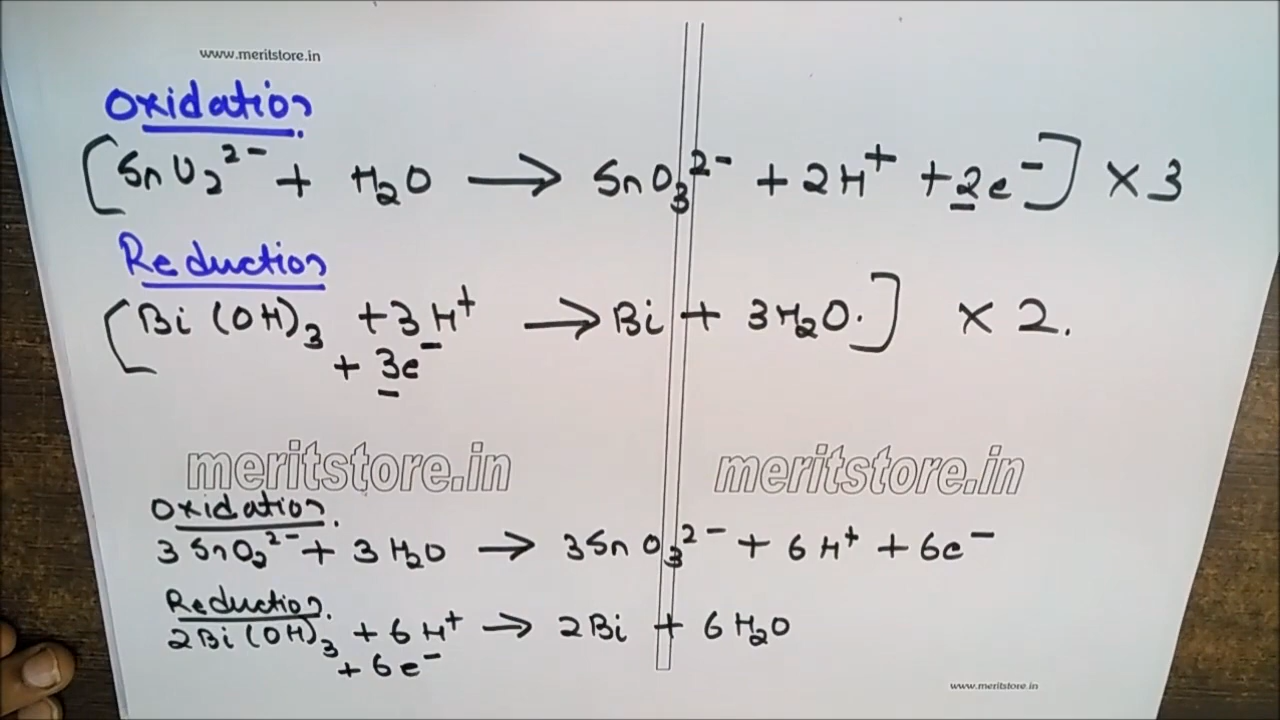 www.meritstore.in
Oxidation
[SnO₂²⁻ + H₂O → SnO₃²⁻ + 2H⁺ + 2e⁻] × 3
Reduction
[Bi(OH)₃ + 3H⁺ → Bi + 3H₂O.] × 2.
+ 3e⁻
meritstore.in meritstore.in
Oxidation.
3SnO₂²⁻ + 3H₂O → 3SnO₃²⁻ + 6H⁺ + 6e⁻
Reduction.
2Bi(OH)₃ + 6H⁺ → 2Bi + 6H₂O
+ 6e⁻
www.meritstore.in